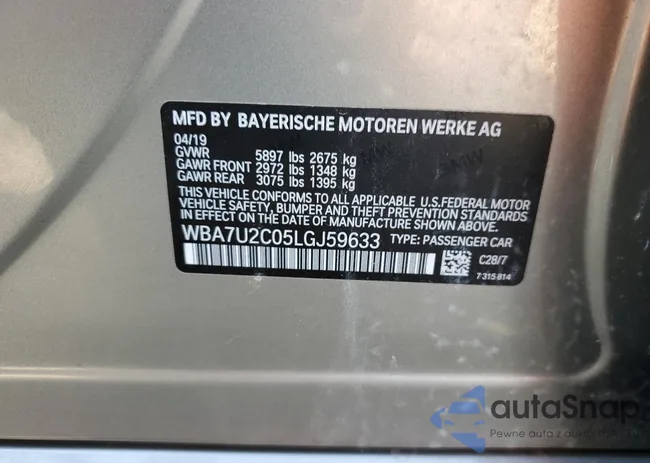 MFD BY BAYERISCHE MOTOREN WERKE AG
04/19
GVWR 5897 lbs 2675 kg
GAWR FRONT 2972 lbs 1348 kg
GAWR REAR 3075 lbs 1395 kg
THIS VEHICLE CONFORMS TO ALL APPLICABLE U.S.FEDERAL MOTOR
VEHICLE SAFETY, BUMPER AND THEFT PREVENTION STANDARDS
IN EFFECT ON THE DATE OF MANUFACTURE SHOWN ABOVE.
WBA7U2C05LGJ59633 TYPE: PASSENGER CAR
C28/7
7 315 814
autoSnap
Pewne auta z